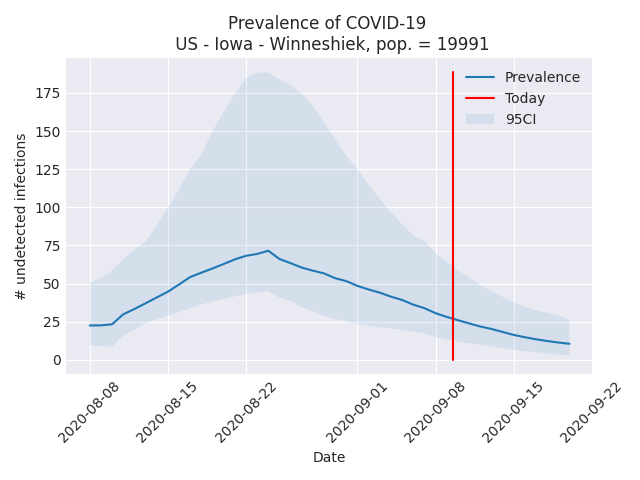 Prevalence of COVID-19
US - Iowa - Winneshiek, pop. = 19991
# undetected infections
175
150
125
100
75
50
25
0
Prevalence
Today
95CI
2020-08-08
2020-08-15
2020-08-22
2020-09-01
2020-09-08
2020-09-15
2020-09-22
Date